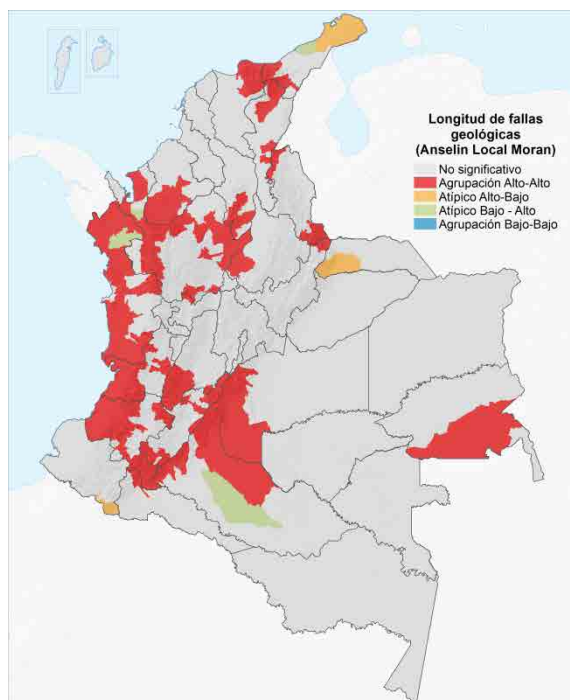 Longitud de fallas
geológicas
(Anselin Local Moran)
No significativo
Agrupación Alto-Alto
Atípico Alto-Bajo
Atípico Bajo - Alto
Agrupación Bajo-Bajo